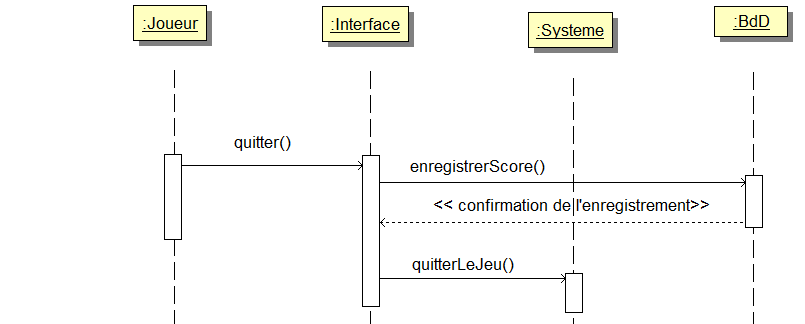 :Joueur
:Interface
:Systeme
:BdD
quitter()
enregistrerScore()
<< confirmation de l'enregistrement>>
quitterLeJeu()